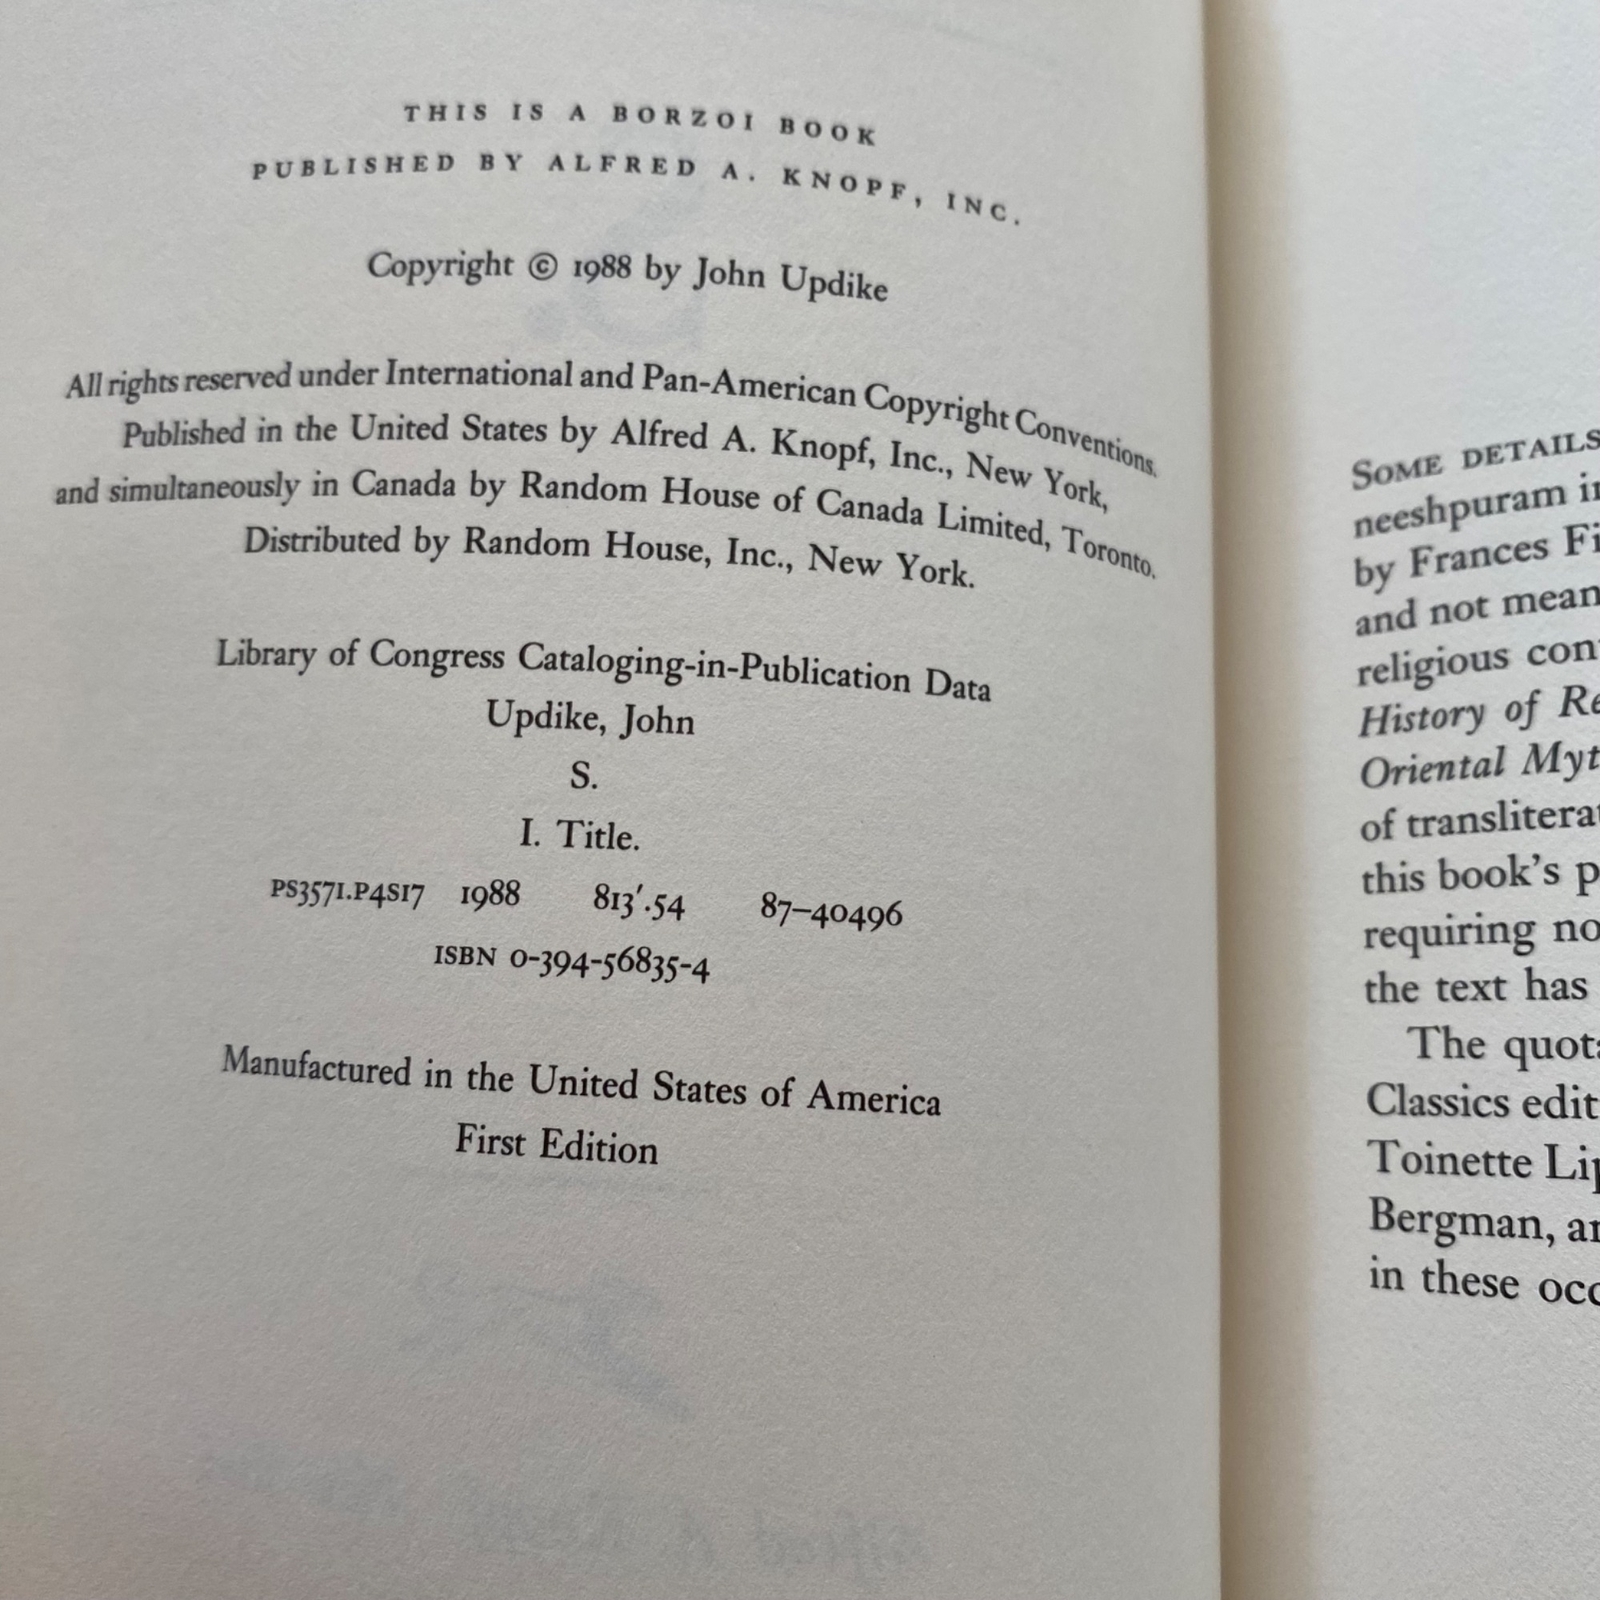 THIS IS A BORZOI BOOK
PUBLISHED BY ALFRED A. KNOPF, INC.
Copyright © 1988 by John Updike
All rights reserved under International and Pan-American Copyright Conventions.
Published in the United States by Alfred A. Knopf, Inc., New York,
and simultaneously in Canada by Random House of Canada Limited, Toronto.
Distributed by Random House, Inc., New York.
Library of Congress Cataloging-in-Publication Data
Updike, John
S.
I. Title.
PS3571.P4S17 1988 813'.54 87–40496
ISBN 0-394-56835-4
Manufactured in the United States of America
First Edition
SOME DETAILS
neeshpuram
by Frances
and not
religious
History of
Oriental
of
this book's
requiring
the text has
The
Classics
Toinette
Bergman,
in these